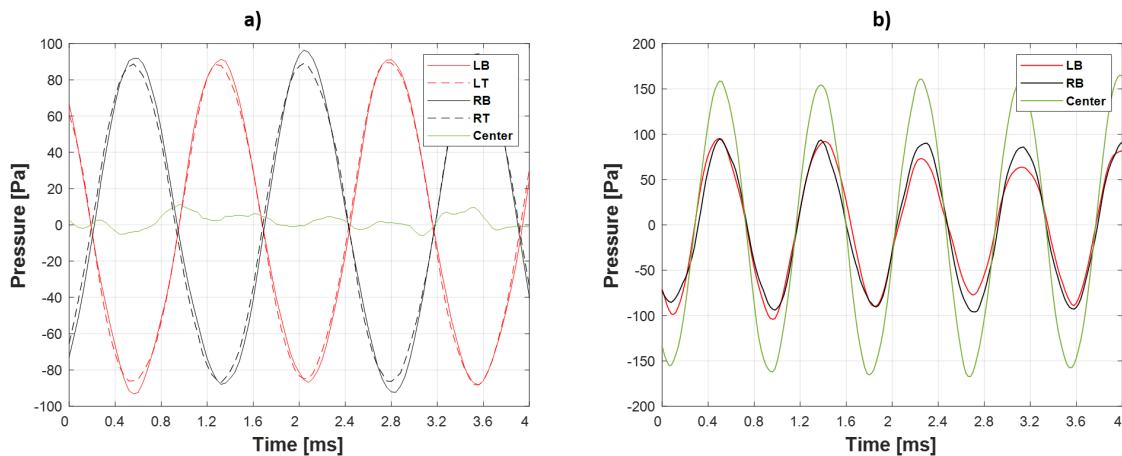 a)
100
80
60
40
20
0
-20
-40
-60
-80
-100
Pressure [Pa]
LB
LT
RB
RT
Center
0 0.4 0.8 1.2 1.6 2 2.4 2.8 3.2 3.6 4
Time [ms]
b)
200
150
100
50
0
-50
-100
-150
-200
Pressure [Pa]
LB
RB
Center
0 0.4 0.8 1.2 1.6 2 2.4 2.8 3.2 3.6 4
Time [ms]